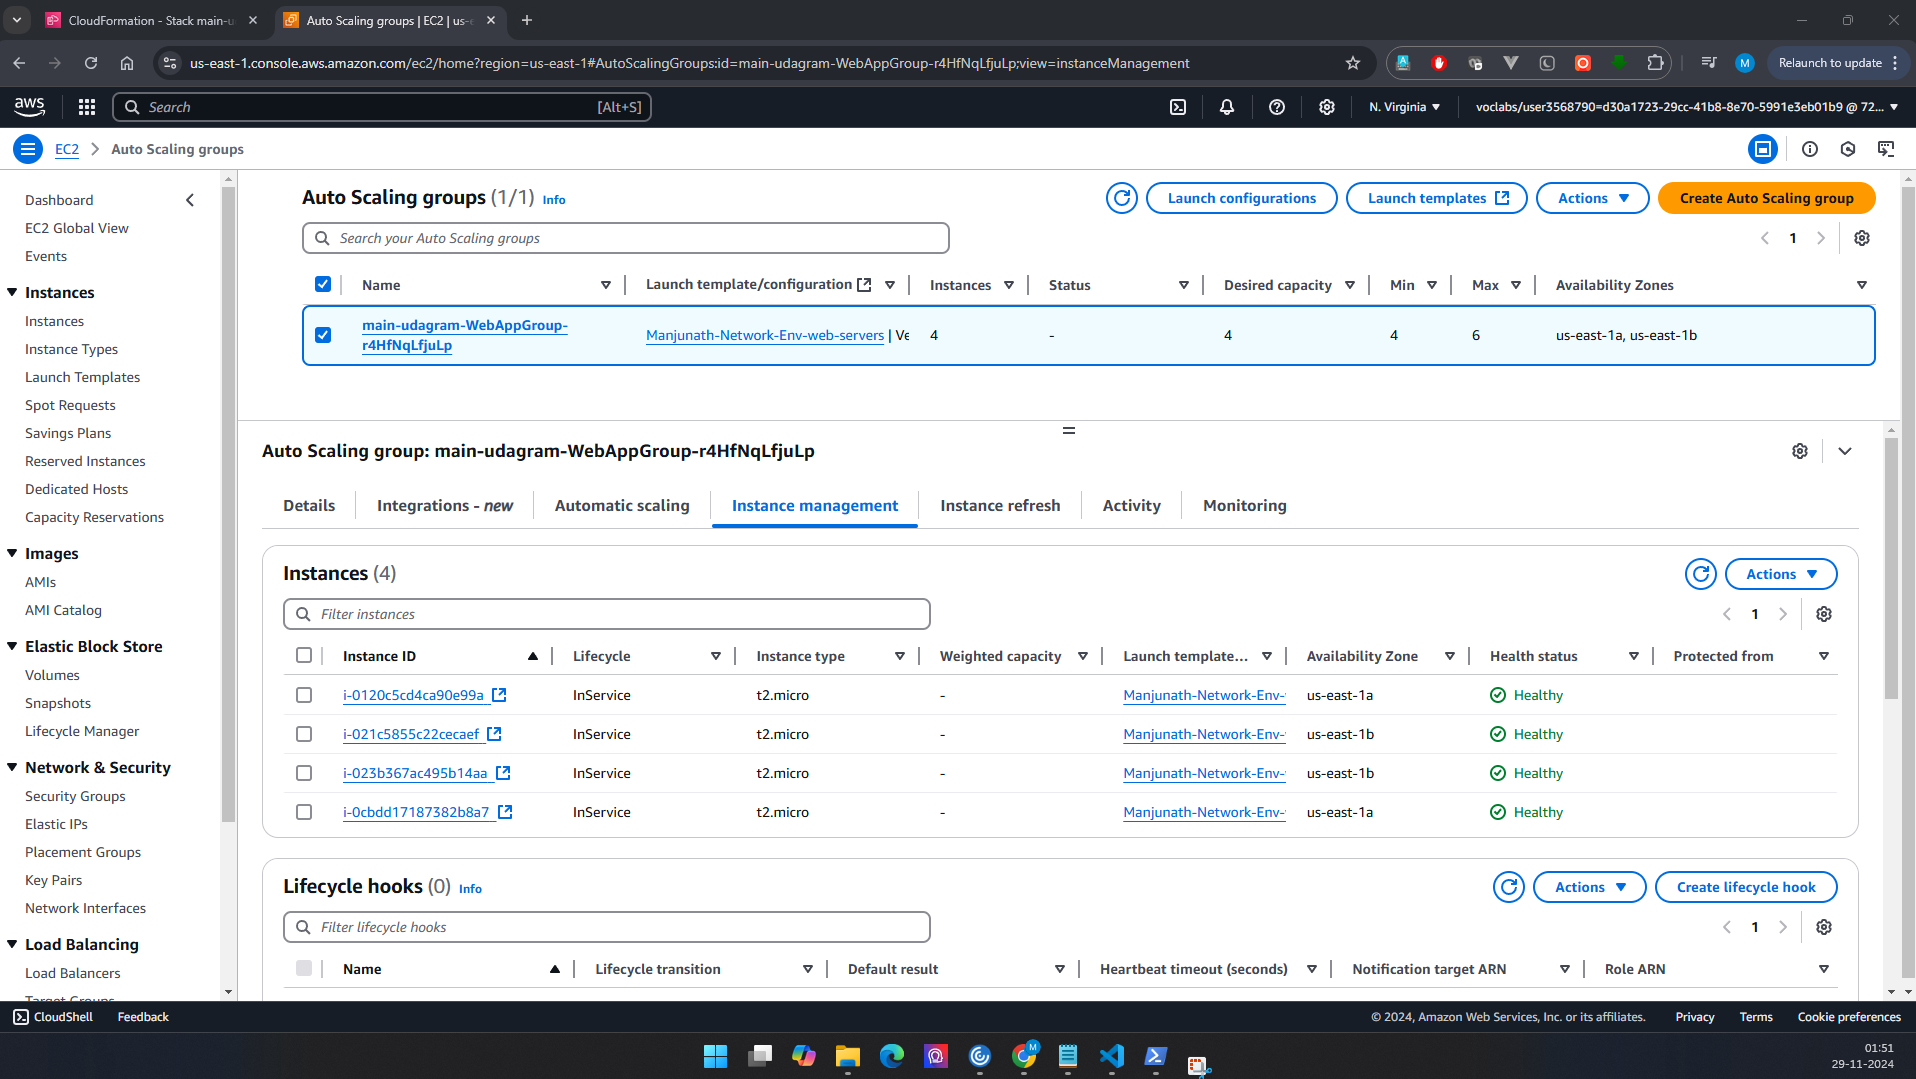 CloudFormation - Stack main-u
Auto Scaling groups | EC2 | us-e
us-east-1.console.aws.amazon.com/ec2/home?region=us-east-1#AutoScalingGroups:id=main-udagram-WebAppGroup-r4HfNqLfjuLp;view=instanceManagement
M
Relaunch to update
aws
Search
[Alt+S]
N. Virginia
voclabs/user3568790=d30a1723-29cc-41b8-8e70-5991e3eb01b9 @ 72...
EC2
Auto Scaling groups
Dashboard
EC2 Global View
Events
Instances
Instances
Instance Types
Launch Templates
Spot Requests
Savings Plans
Reserved Instances
Dedicated Hosts
Capacity Reservations
Images
AMIs
AMI Catalog
Elastic Block Store
Volumes
Snapshots
Lifecycle Manager
Network & Security
Security Groups
Elastic IPs
Placement Groups
Key Pairs
Network Interfaces
Load Balancing
Load Balancers
Target Groups
Auto Scaling groups (1/1) Info
Launch configurations
Launch templates
Actions
Create Auto Scaling group
Search your Auto Scaling groups
1
Name Launch template/configuration Instances Status Desired capacity Min Max Availability Zones
main-udagram-WebAppGroup-
r4HfNqLfjuLp
Manjunath-Network-Env-web-servers | Ve 4 - 4 4 6 us-east-1a, us-east-1b
Auto Scaling group: main-udagram-WebAppGroup-r4HfNqLfjuLp
Details Integrations - new Automatic scaling Instance management Instance refresh Activity Monitoring
Instances (4)
Actions
Filter instances
1
Instance ID Lifecycle Instance type Weighted capacity Launch template... Availability Zone Health status Protected from
i-0120c5cd4ca90e99a InService t2.micro - Manjunath-Network-Env- us-east-1a Healthy
i-021c5855c22cecaef InService t2.micro - Manjunath-Network-Env- us-east-1b Healthy
i-023b367ac495b14aa InService t2.micro - Manjunath-Network-Env- us-east-1b Healthy
i-0cbdd17187382b8a7 InService t2.micro - Manjunath-Network-Env- us-east-1a Healthy
Lifecycle hooks (0) Info
Actions
Create lifecycle hook
Filter lifecycle hooks
1
Name Lifecycle transition Default result Heartbeat timeout (seconds) Notification target ARN Role ARN
CloudShell
Feedback
© 2024, Amazon Web Services, Inc. or its affiliates.
Privacy
Terms
Cookie preferences
M
01:51
29-11-2024